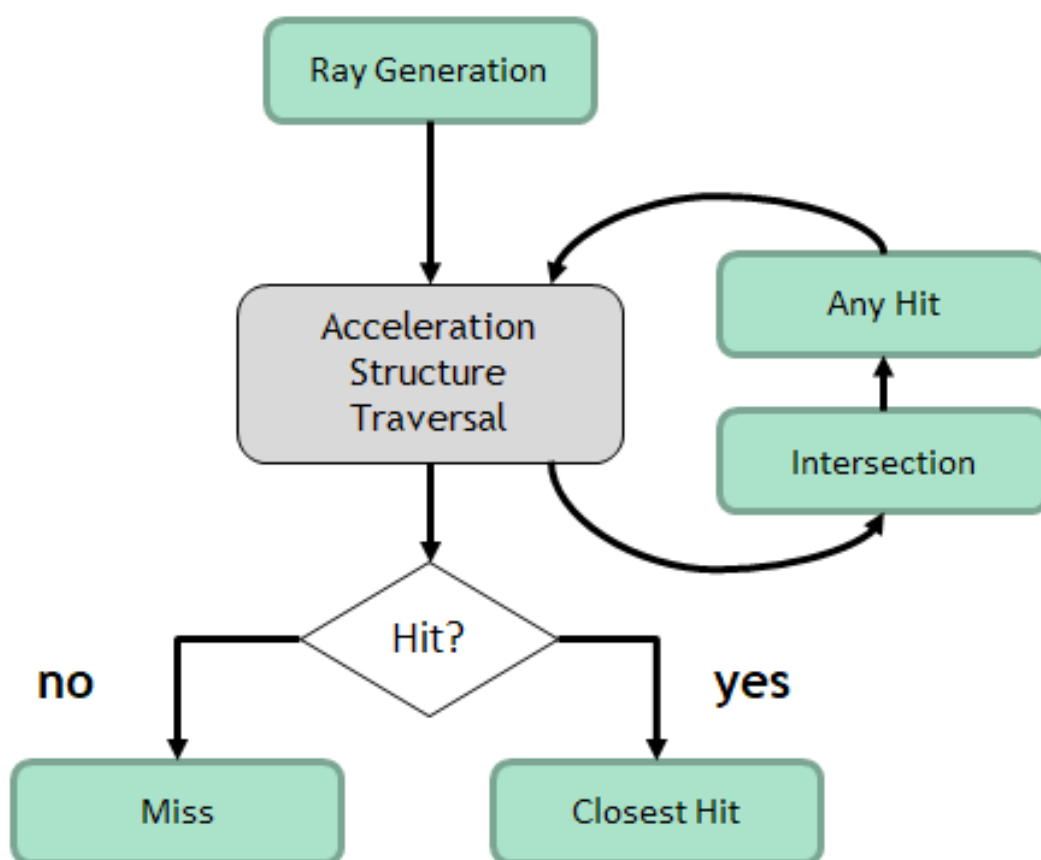 Ray Generation
Acceleration
Structure
Traversal
Any Hit
Intersection
Hit?
no
yes
Miss
Closest Hit